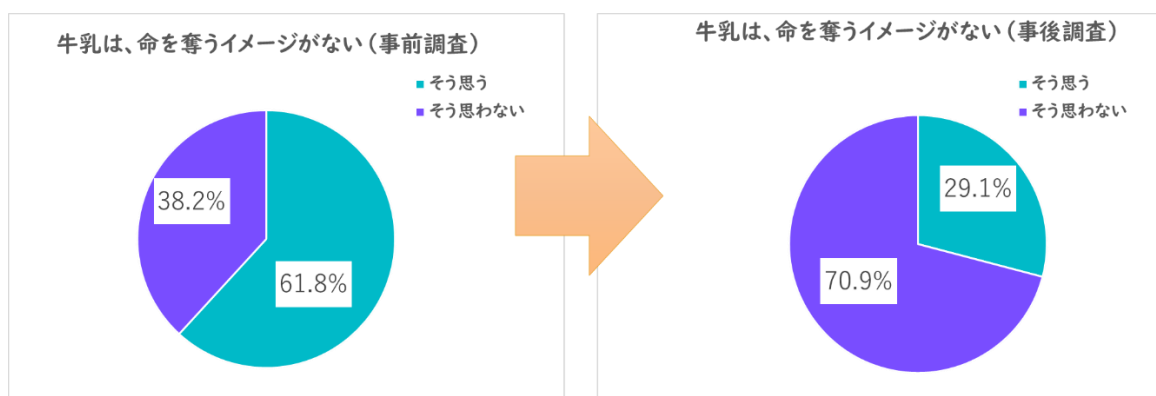 牛乳は、命を奪うイメージがない(事前調査)
そう思う
そう思わない
38.2%
61.8%
牛乳は、命を奪うイメージがない(事後調査)
そう思う
そう思わない
29.1%
70.9%